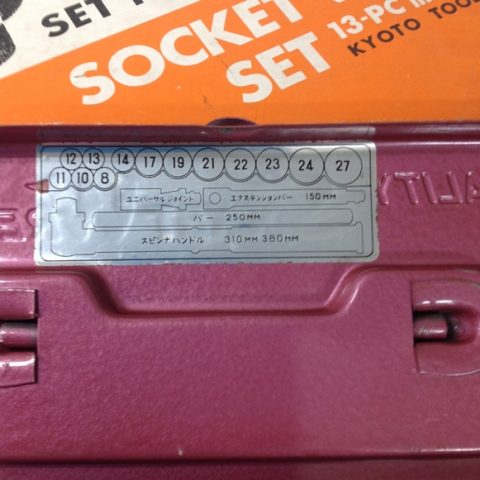 SET
SOCKET
SET 13-PC
KYOTO TOOL
12 13 14 17 19 21 22 23 24 27
11 10 8
ユニバーサルジョイント エクステンションバー 150MM
バー 250MM
スピンナハンドル 310MM 380MM